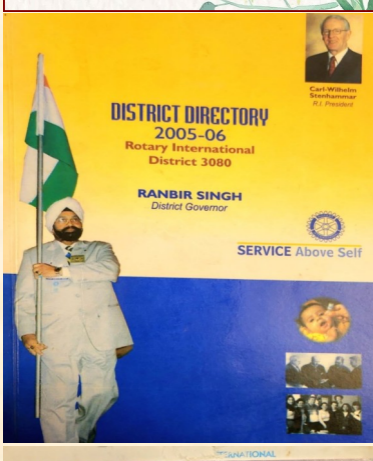 Carl-Wilhelm
Stenhammar
R.I. President
DISTRICT DIRECTORY
2005-06
Rotary International
District 3080
RANBIR SINGH
District Governor
SERVICE Above Self